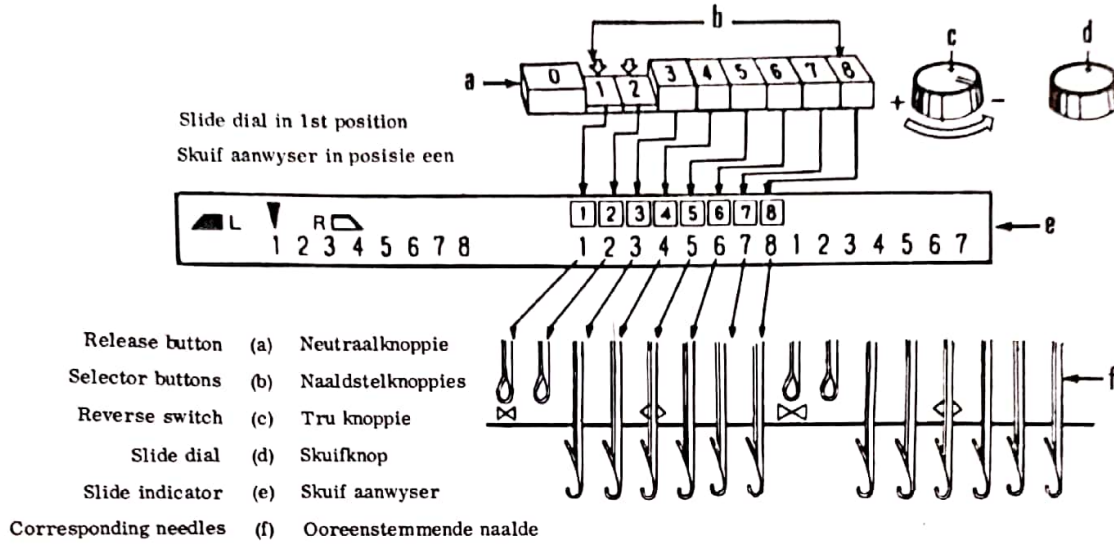 b
c
d
a
0 1 2 3 4 5 6 7 8
+ -
Slide dial in 1st position
Skuif aanwyser in posisie een
1 2 3 4 5 6 7 8
L R
e
1 2 3 4 5 6 7 8 1 2 3 4 5 6 7 8 1 2 3 4 5 6 7
Release button (a) Neutraalknoppie
Selector buttons (b) Naaldstelknoppies
f
Reverse switch (c) Tru knoppie
Slide dial (d) Skuifknop
Slide indicator (e) Skuif aanwyser
Corresponding needles (f) Ooreenstemmende naalde